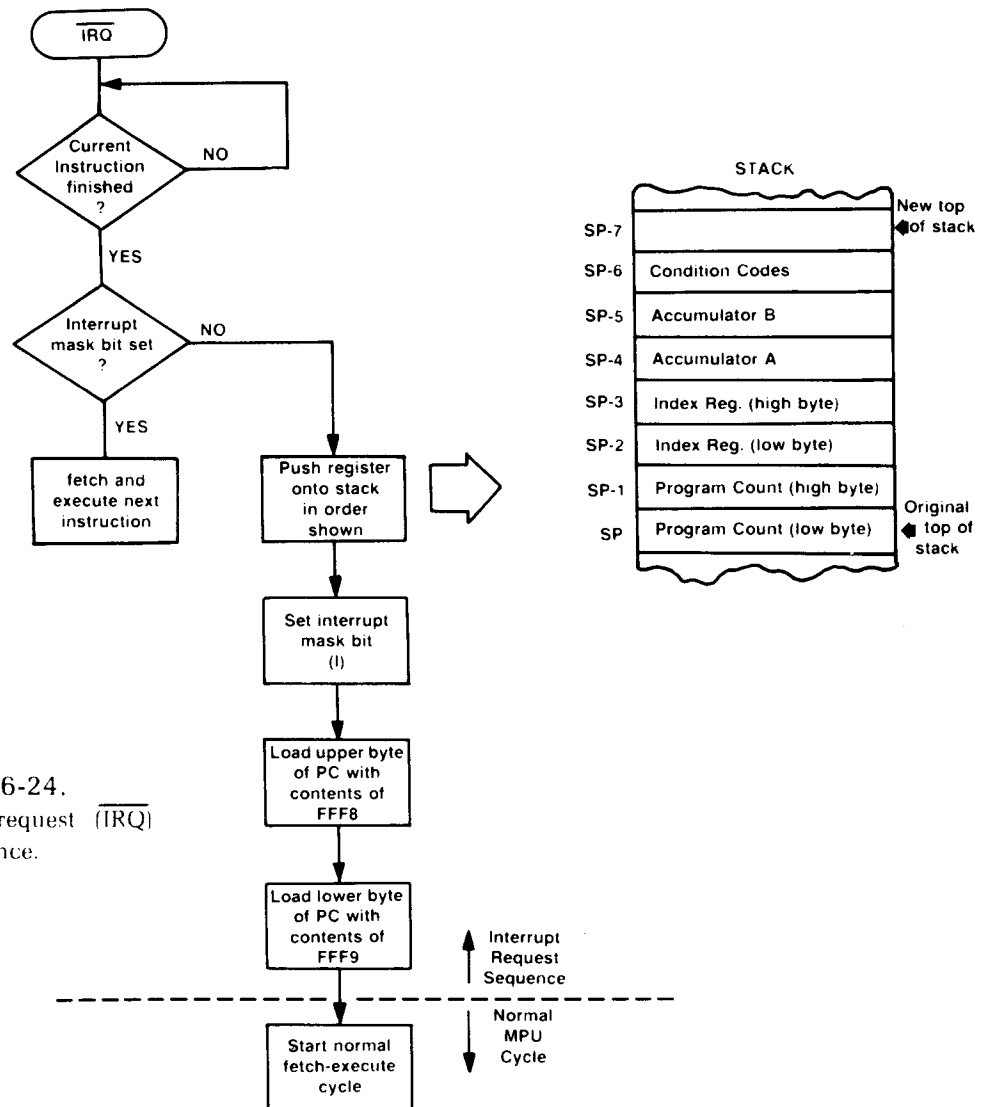 IRQ
Current
Instruction
finished
?
NO
YES
Interrupt
mask bit set
?
NO
YES
fetch and
execute next
instruction
Push register
onto stack
in order
shown
Set interrupt
mask bit
(I)
Load upper byte
of PC with
contents of
FFF8
Load lower byte
of PC with
contents of
FFF9
Start normal
fetch-execute
cycle
Interrupt
Request
Sequence
Normal
MPU
Cycle
STACK
New top
of stack
SP-7
SP-6 Condition Codes
SP-5 Accumulator B
SP-4 Accumulator A
SP-3 Index Reg. (high byte)
SP-2 Index Reg. (low byte)
SP-1 Program Count (high byte)
SP Program Count (low byte)
Original
top of
stack
6-24.
request (IRQ)
nce.